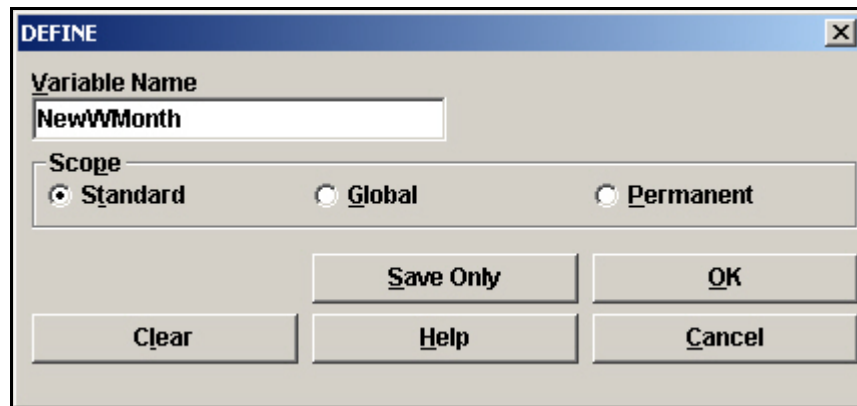 DEFINE
Variable Name
NewWMonth
Scope
Standard Global Permanent
Save Only OK
Clear Help Cancel